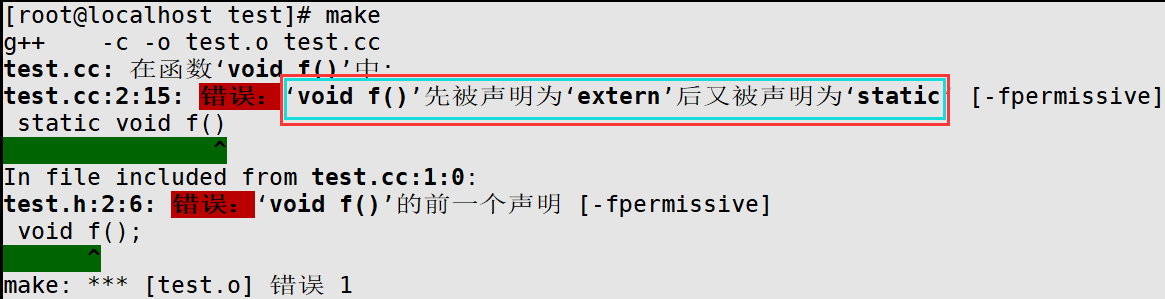 [root@localhost test]# make
g++    -c -o test.o test.cc
test.cc: 在函数‘void f()’中:
test.cc:2:15: 错误：‘void f()’先被声明为‘extern’后又被声明为‘static’ [-fpermissive]
 static void f()
               ^
In file included from test.cc:1:0:
test.h:2:6: 错误：‘void f()’的前一个声明 [-fpermissive]
 void f();
      ^
make: *** [test.o] 错误 1